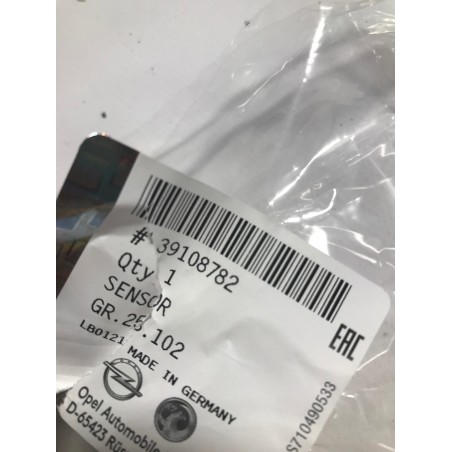 # 39108782
Qty 1
SENSOR
GR.25.102
LB0121 MADE IN GERMANY
Opel Automobile
D-65423
EAC
S710490533